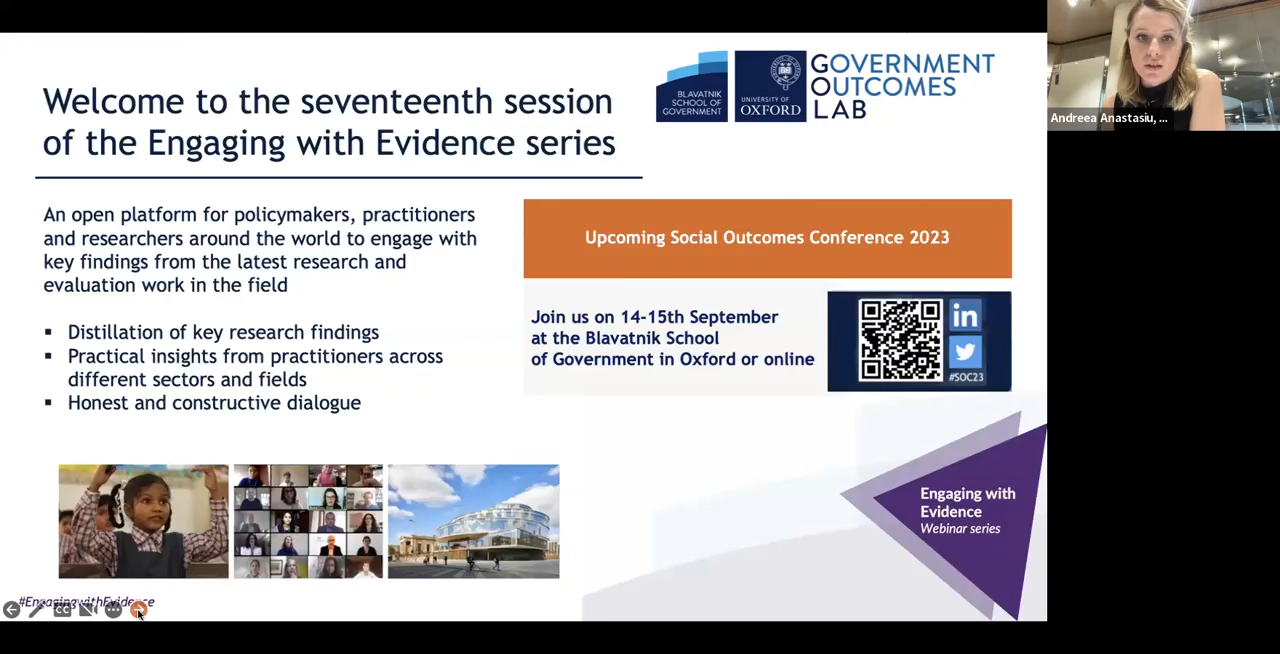 Welcome to the seventeenth session
of the Engaging with Evidence series
BLAVATNIK
SCHOOL OF
GOVERNMENT
UNIVERSITY OF
OXFORD
GOVERNMENT
OUTCOMES
LAB
Andreea Anastasiu, ...
An open platform for policymakers, practitioners
and researchers around the world to engage with
key findings from the latest research and
evaluation work in the field
▪ Distillation of key research findings
▪ Practical insights from practitioners across
different sectors and fields
▪ Honest and constructive dialogue
Upcoming Social Outcomes Conference 2023
Join us on 14-15th September
at the Blavatnik School
of Government in Oxford or online
in
#SOC23
Engaging with
Evidence
Webinar series
#EngagingwithEvidence
CC